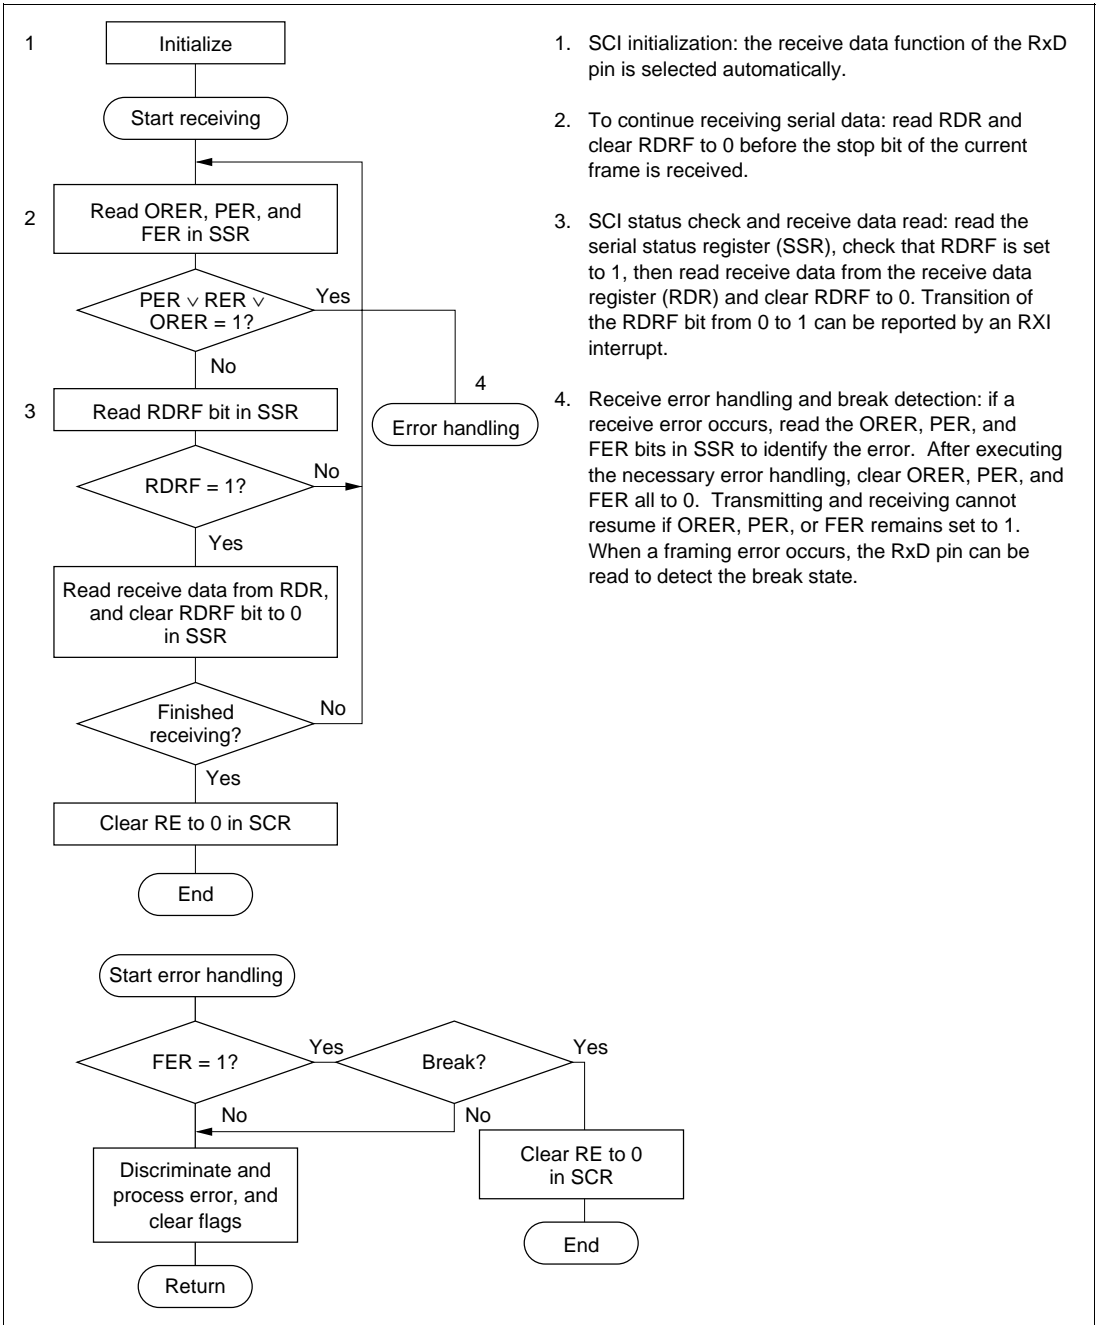 1
Initialize
Start receiving
2
Read ORER, PER, and
FER in SSR
PER ∨ RER ∨
ORER = 1?
Yes
No
4
Error handling
3
Read RDRF bit in SSR
RDRF = 1?
No
Yes
Read receive data from RDR,
and clear RDRF bit to 0
in SSR
Finished
receiving?
No
Yes
Clear RE to 0 in SCR
End
1. SCI initialization: the receive data function of the RxD
pin is selected automatically.
2. To continue receiving serial data: read RDR and
clear RDRF to 0 before the stop bit of the current
frame is received.
3. SCI status check and receive data read: read the
serial status register (SSR), check that RDRF is set
to 1, then read receive data from the receive data
register (RDR) and clear RDRF to 0. Transition of
the RDRF bit from 0 to 1 can be reported by an RXI
interrupt.
4. Receive error handling and break detection: if a
receive error occurs, read the ORER, PER, and
FER bits in SSR to identify the error. After executing
the necessary error handling, clear ORER, PER, and
FER all to 0. Transmitting and receiving cannot
resume if ORER, PER, or FER remains set to 1.
When a framing error occurs, the RxD pin can be
read to detect the break state.
Start error handling
FER = 1?
Yes
Break?
Yes
No
No
Discriminate and
process error, and
clear flags
Return
Clear RE to 0
in SCR
End